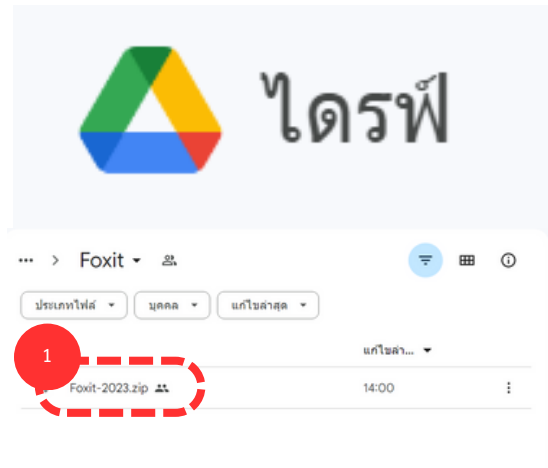 ไดรฟ์
... > Foxit
ประเภทไฟล์ บุคคล แก้ไขล่าสุด
1
แก้ไขล่า...
Foxit-2023.zip 14:00